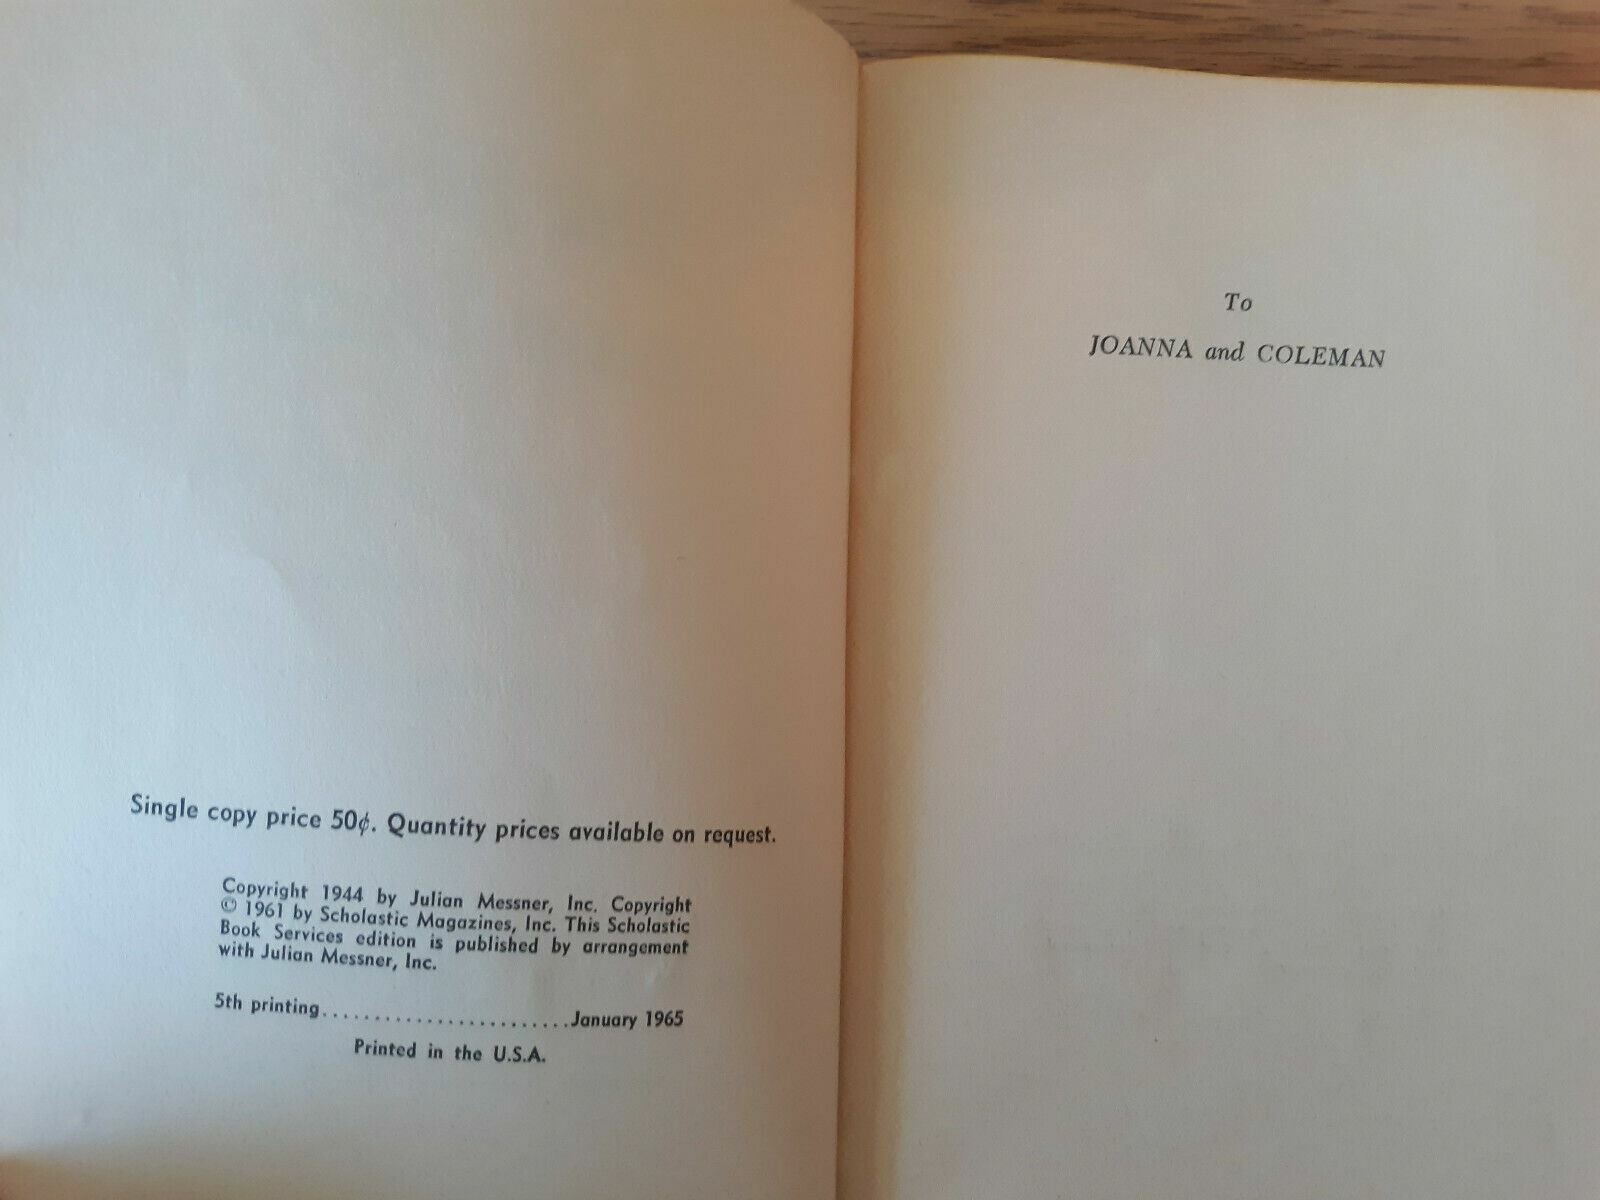 Single copy price 50¢. Quantity prices available on request.
Copyright 1944 by Julian Messner, Inc. Copyright
© 1961 by Scholastic Magazines, Inc. This Scholastic
Book Services edition is published by arrangement
with Julian Messner, Inc.
5th printing........................January 1965
Printed in the U.S.A.
To
JOANNA and COLEMAN